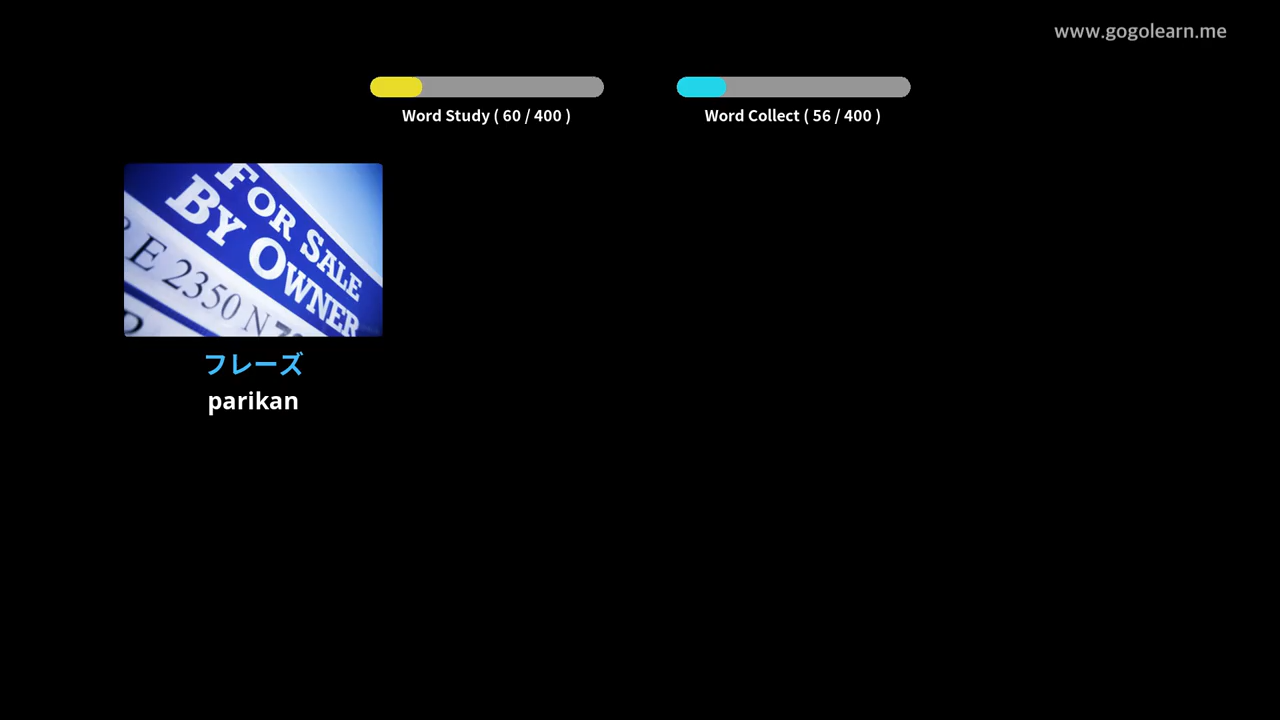 www.gogolearn.me
Word Study ( 60 / 400 )
Word Collect ( 56 / 400 )
FOR SALE
BY OWNER
E 2350 N
フレーズ
parikan